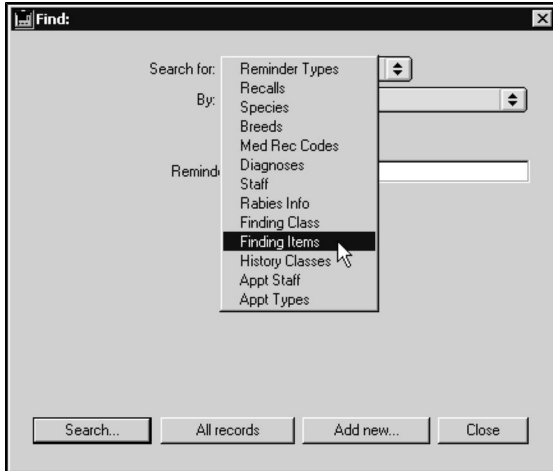 Find:
Search for:
Reminder Types
Recalls
By:
Species
Breeds
Med Rec Codes
Diagnoses
Staff
Rabies Info
Finding Class
Finding Items
History Classes
Appt Staff
Appt Types
Search...
All records
Add new...
Close